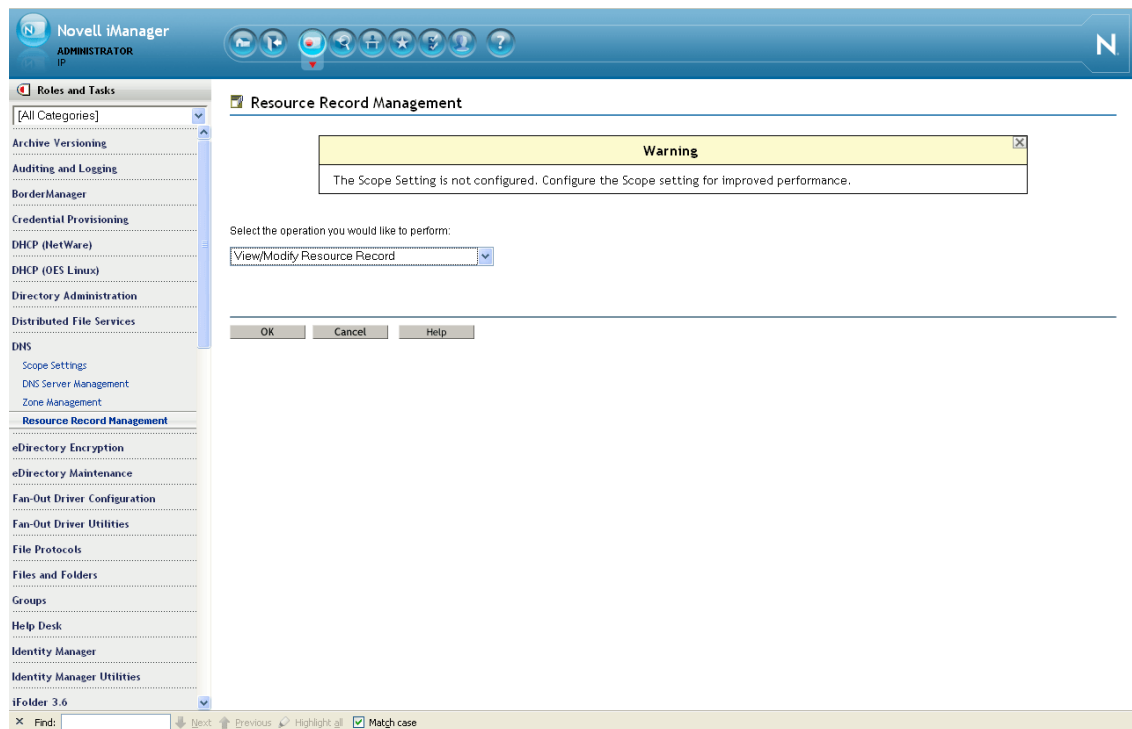 Novell iManager
ADMINISTRATOR
IP
N
Roles and Tasks
[All Categories]
Archive Versioning
Auditing and Logging
BorderManager
Credential Provisioning
DHCP (NetWare)
DHCP (OES Linux)
Directory Administration
Distributed File Services
DNS
Scope Settings
DNS Server Management
Zone Management
Resource Record Management
eDirectory Encryption
eDirectory Maintenance
Fan-Out Driver Configuration
Fan-Out Driver Utilities
File Protocols
Files and Folders
Groups
Help Desk
Identity Manager
Identity Manager Utilities
iFolder 3.6
Resource Record Management
Warning
The Scope Setting is not configured. Configure the Scope setting for improved performance.
Select the operation you would like to perform:
View/Modify Resource Record
OK Cancel Help
× Find: Next Previous Highlight all Match case